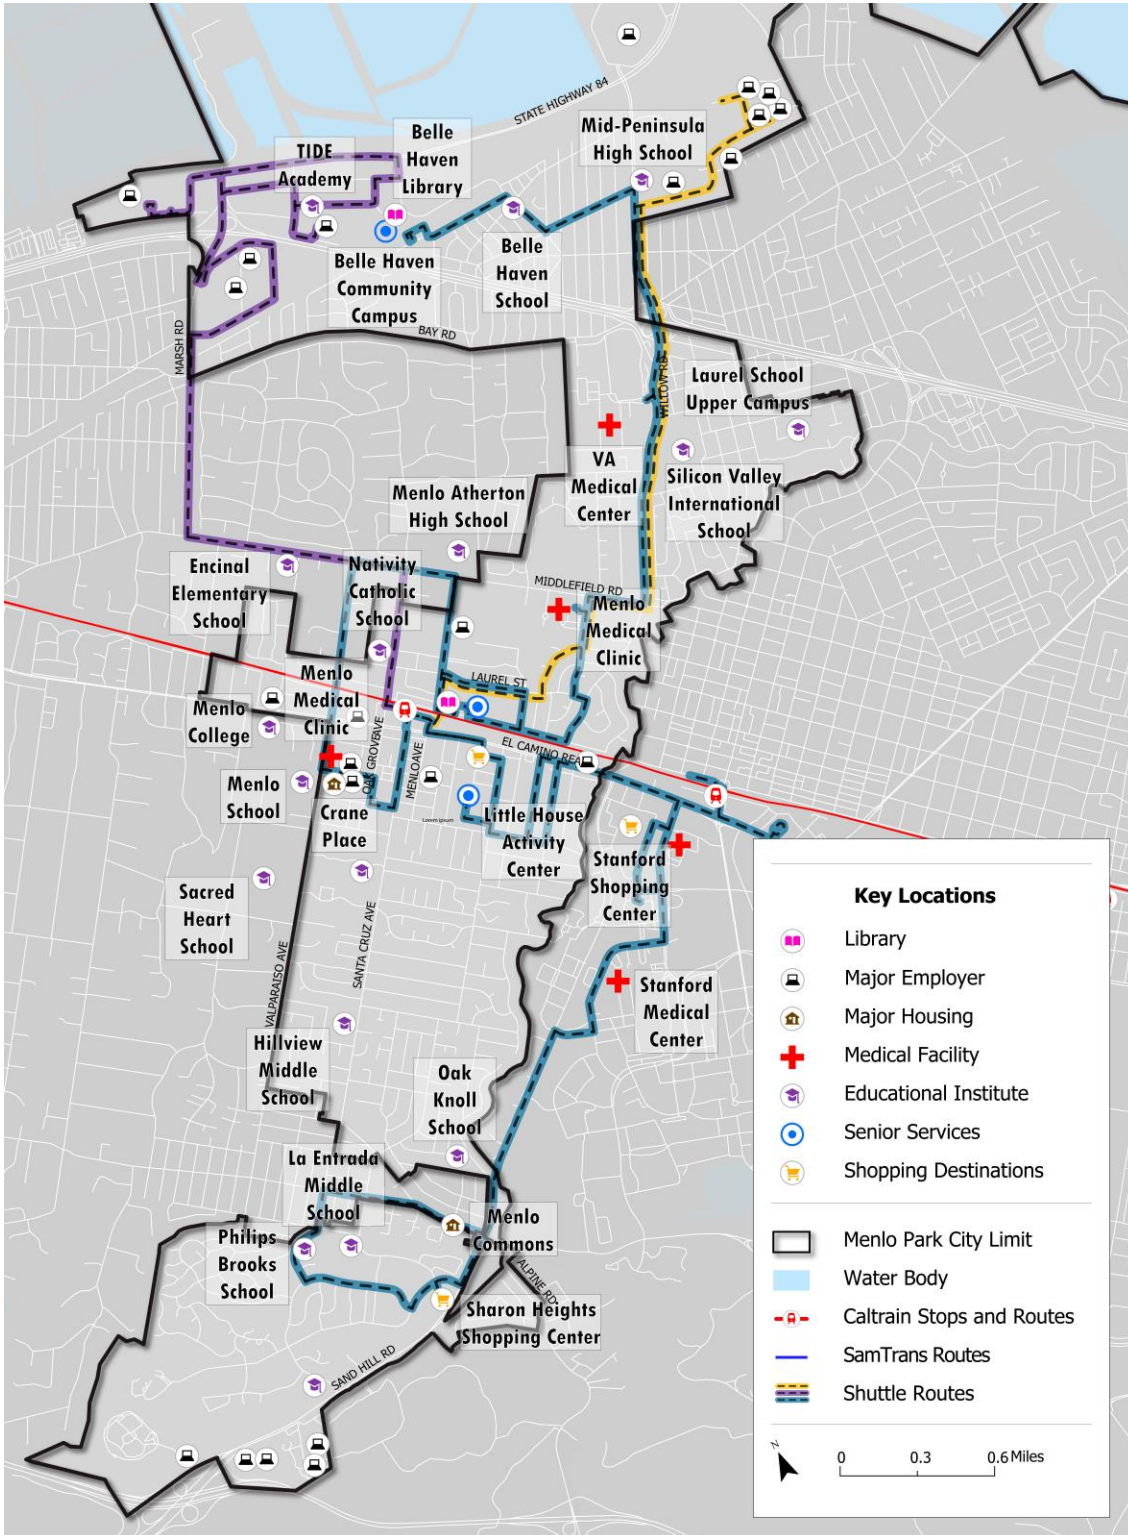 STATE HIGHWAY 84
Mid-Peninsula
High School
Belle
Haven
Library
TIDE
Academy
Belle Haven
Community
Campus
Belle
Haven
School
BAY RD
MARSH RD
WILLOW RD
Laurel School
Upper Campus
VA
Medical
Center
Silicon Valley
International
School
Menlo Atherton
High School
Encinal
Elementary
School
Nativity
Catholic
School
MIDDLEFIELD RD
Menlo
Medical
Clinic
Menlo
Medical
Clinic
LAUREL ST
Menlo
College
EL CAMINO REA
OAK GROVE AVE
MENLO AVE
Menlo
School
Crane
Place
Lorem ipsum
Little House
Activity
Center
Stanford
Shopping
Center
Sacred
Heart
School
SANTA CRUZ AVE
VALPARAISO AVE
Stanford
Medical
Center
Hillview
Middle
School
Oak
Knoll
School
La Entrada
Middle
School
Menlo
Commons
Philips
Brooks
School
ALPINE RD
Sharon Heights
Shopping Center
SAND HILL RD
Key Locations
Library
Major Employer
Major Housing
Medical Facility
Educational Institute
Senior Services
Shopping Destinations
Menlo Park City Limit
Water Body
Caltrain Stops and Routes
SamTrans Routes
Shuttle Routes
N
0 0.3 0.6 Miles